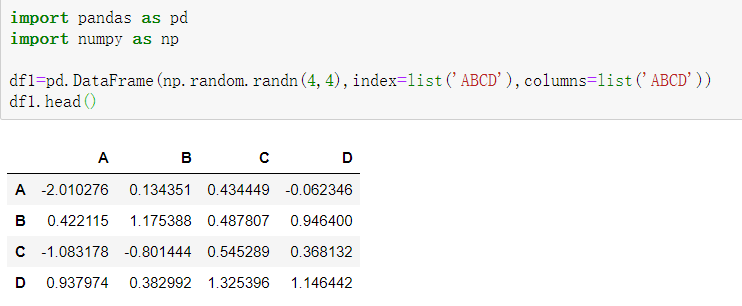 import pandas as pd
import numpy as np
df1=pd.DataFrame(np.random.randn(4,4),index=list('ABCD'),columns=list('ABCD'))
df1.head()
A B C D
A -2.010276 0.134351 0.434449 -0.062346
B 0.422115 1.175388 0.487807 0.946400
C -1.083178 -0.801444 0.545289 0.368132
D 0.937974 0.382992 1.325396 1.146442